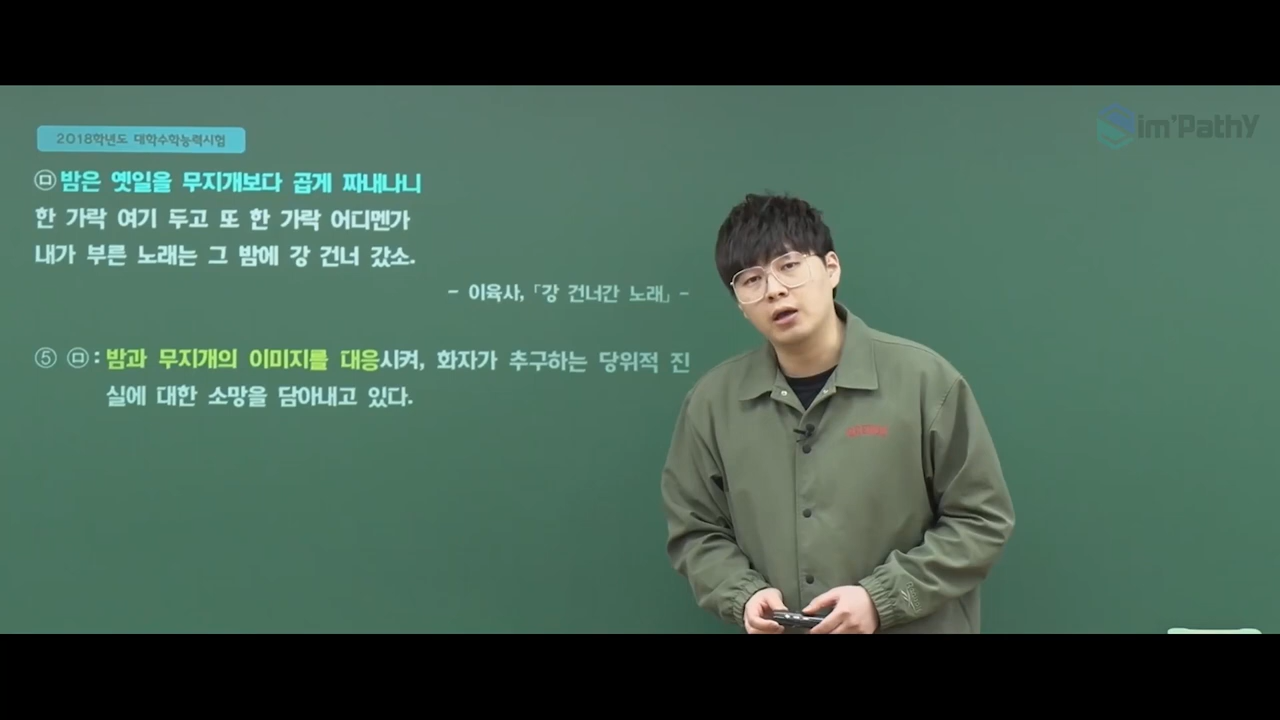 2018학년도 대학수학능력시험
im'PathY
㉤ 밤은 옛일을 무지개보다 곱게 짜내나니
한 가락 여기 두고 또 한 가락 어디멘가
내가 부른 노래는 그 밤에 강 건너 갔소.
- 이육사, 「강 건너간 노래」 -
⑤ ㉤ : 밤과 무지개의 이미지를 대응시켜, 화자가 추구하는 당위적 진
실에 대한 소망을 담아내고 있다.